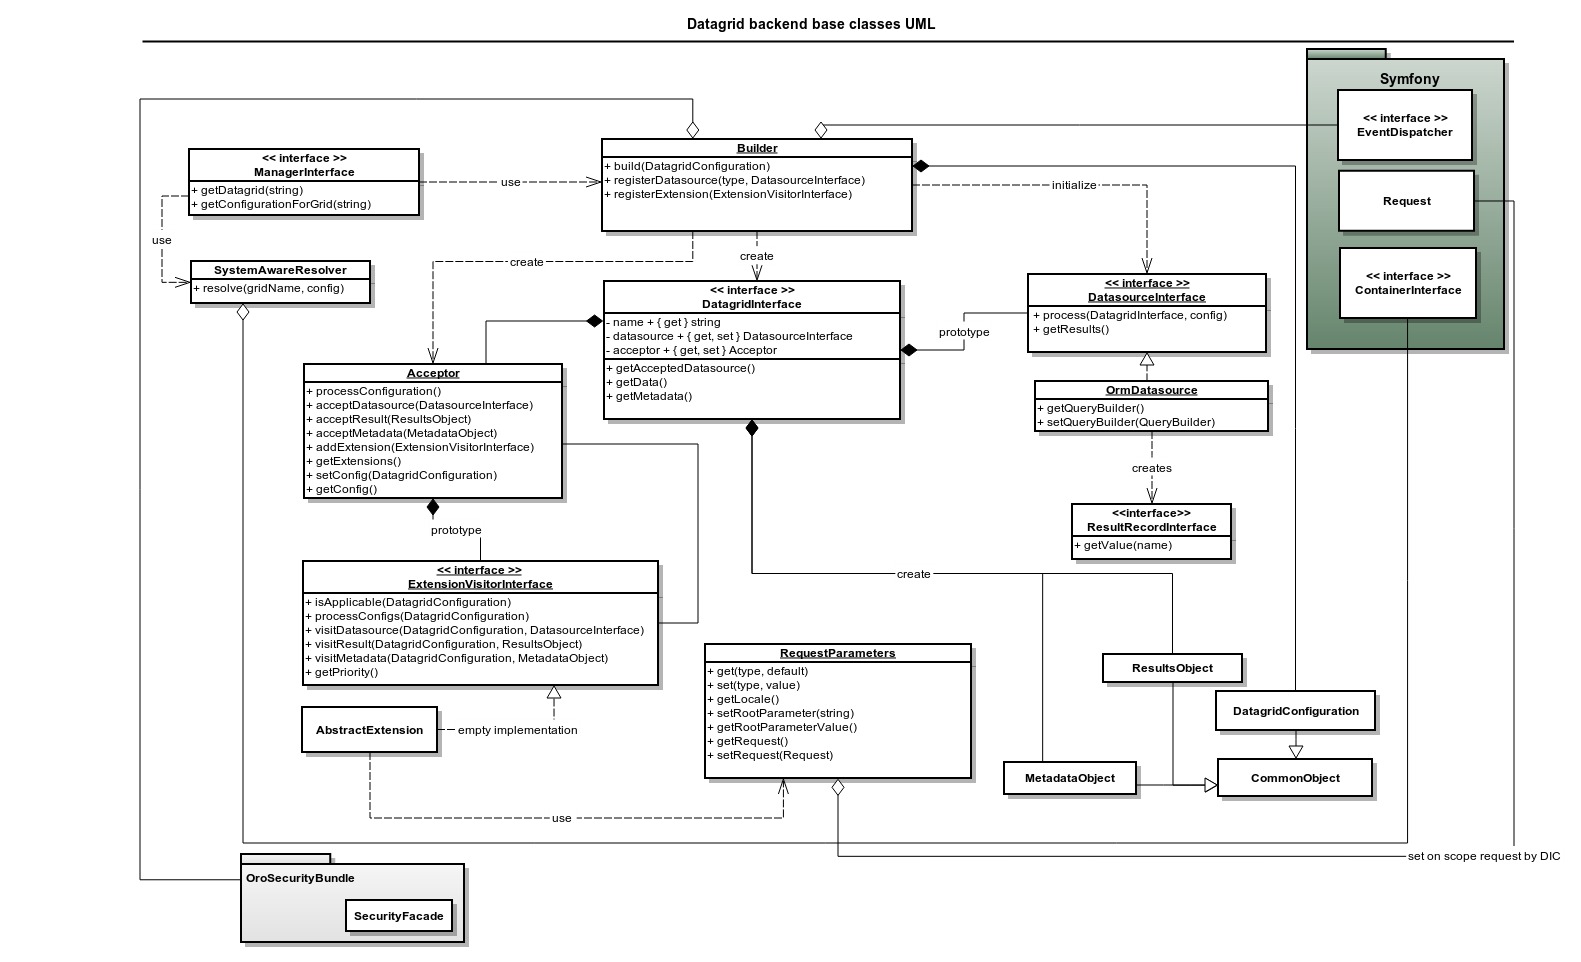 Datagrid backend base classes UML
Symfony
<< interface >>
EventDispatcher
Request
<< interface >>
ContainerInterface
<< interface >>
ManagerInterface
+ getDatagrid(string)
+ getConfigurationForGrid(string)
use
use
SystemAwareResolver
+ resolve(gridName, config)
Builder
+ build(DatagridConfiguration)
+ registerDatasource(type, DatasourceInterface)
+ registerExtension(ExtensionVisitorInterface)
initialize
create
create
<< interface >>
DatagridInterface
- name + { get } string
- datasource + { get, set } DatasourceInterface
- acceptor + { get, set } Acceptor
+ getAcceptedDatasource()
+ getData()
+ getMetadata()
prototype
<< interface >>
DatasourceInterface
+ process(DatagridInterface, config)
+ getResults()
OrmDatasource
+ getQueryBuilder()
+ setQueryBuilder(QueryBuilder)
creates
<<interface>>
ResultRecordInterface
+ getValue(name)
Acceptor
+ processConfiguration()
+ acceptDatasource(DatasourceInterface)
+ acceptResult(ResultsObject)
+ acceptMetadata(MetadataObject)
+ addExtension(ExtensionVisitorInterface)
+ getExtensions()
+ setConfig(DatagridConfiguration)
+ getConfig()
prototype
<< interface >>
ExtensionVisitorInterface
+ isApplicable(DatagridConfiguration)
+ processConfigs(DatagridConfiguration)
+ visitDatasource(DatagridConfiguration, DatasourceInterface)
+ visitResult(DatagridConfiguration, ResultsObject)
+ visitMetadata(DatagridConfiguration, MetadataObject)
+ getPriority()
create
AbstractExtension
empty implementation
use
RequestParameters
+ get(type, default)
+ set(type, value)
+ getLocale()
+ setRootParameter(string)
+ getRootParameterValue()
+ getRequest()
+ setRequest(Request)
ResultsObject
DatagridConfiguration
MetadataObject
CommonObject
set on scope request by DIC
OroSecurityBundle
SecurityFacade